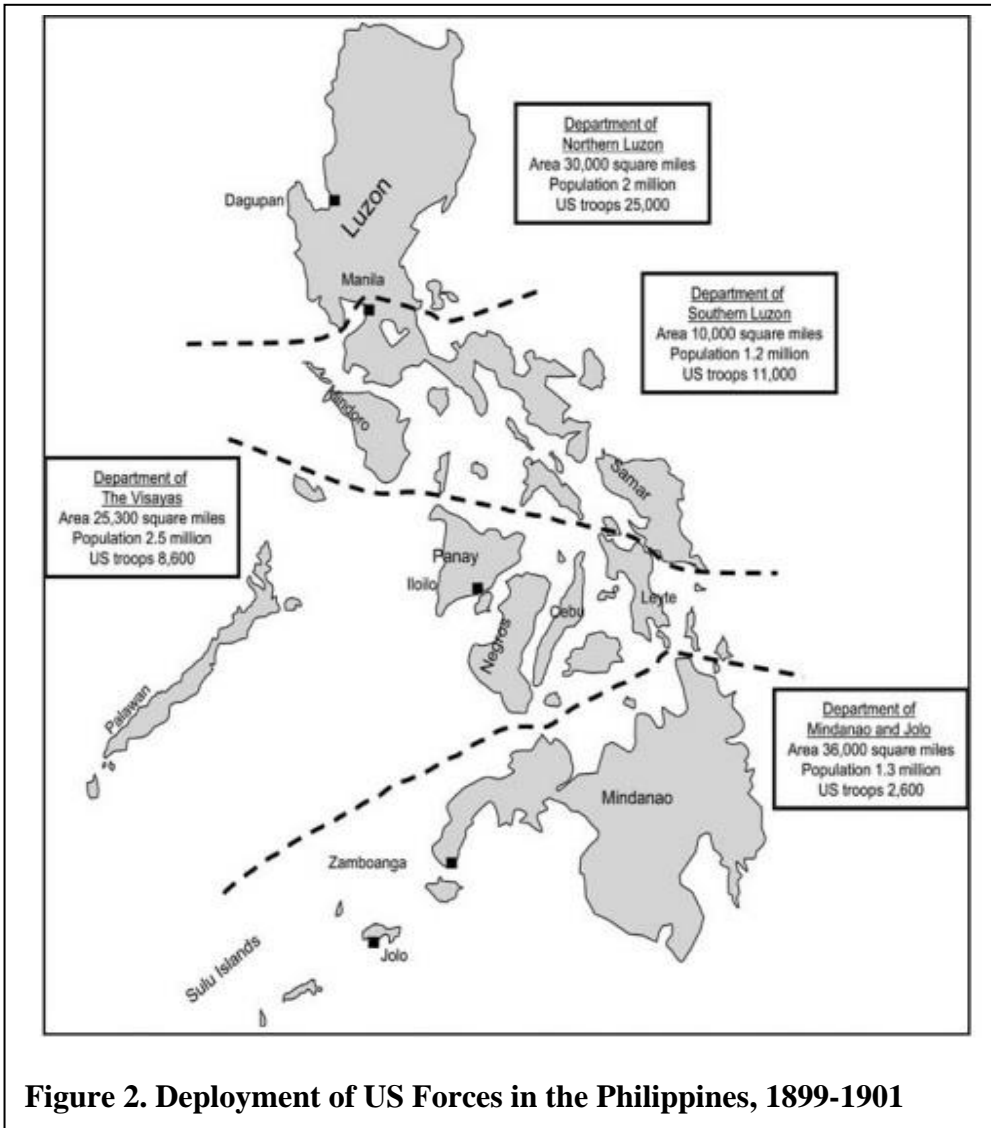 Department of
Northern Luzon
Area 30,000 square miles
Population 2 million
US troops 25,000
Dagupan
Luzon
Manila
Department of
Southern Luzon
Area 10,000 square miles
Population 1.2 million
US troops 11,000
Mindoro
Department of
The Visayas
Area 25,300 square miles
Population 2.5 million
US troops 8,600
Samar
Panay
Iloilo
Negros
Cebu
Leyte
Palawan
Department of
Mindanao and Jolo
Area 36,000 square miles
Population 1.3 million
US troops 2,600
Mindanao
Zamboanga
Jolo
Sulu Islands
Figure 2. Deployment of US Forces in the Philippines, 1899-1901